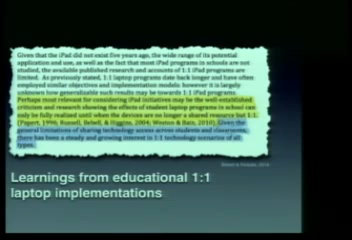 Given that the iPad did not exist five years ago, the wide range of its potential
application and use, as well as the fact that most iPad programs in schools are not
studied, the available published research and accounts of 1:1 iPad programs are
limited. As previously stated, 1:1 laptop programs date back longer and have often
employed similar objectives and implementation models; however it is largely
unknown how generalizable such results may be towards 1:1 iPad programs.
Perhaps most relevant for considering iPad initiatives may be the well-established
criticism and research showing the effects of student laptop programs in school can
only be fully realized until when the devices are no longer a shared resource but 1:1.
(Papert, 1996; Russell, Bebell, & Higgins, 2004; Weston & Bain, 2010). Given the
general limitations of sharing technology access across students and classrooms,
there has been a steady and growing interest in 1:1 technology scenarios of all
types.
Learnings from educational 1:1
laptop implementations